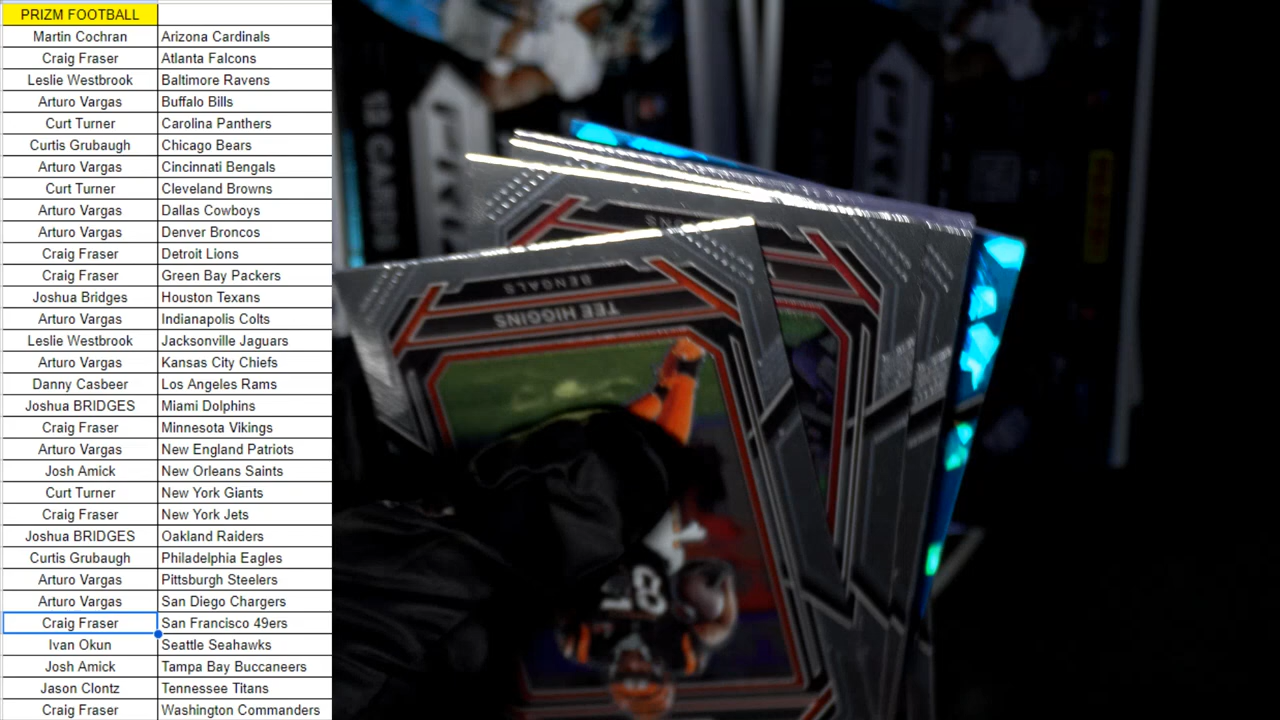 PRIZM FOOTBALL
Martin Cochran Arizona Cardinals
Craig Fraser Atlanta Falcons
Leslie Westbrook Baltimore Ravens
Arturo Vargas Buffalo Bills
Curt Turner Carolina Panthers
Curtis Grubaugh Chicago Bears
Arturo Vargas Cincinnati Bengals
Curt Turner Cleveland Browns
Arturo Vargas Dallas Cowboys
Arturo Vargas Denver Broncos
Craig Fraser Detroit Lions
Craig Fraser Green Bay Packers
Joshua Bridges Houston Texans
Arturo Vargas Indianapolis Colts
Leslie Westbrook Jacksonville Jaguars
Arturo Vargas Kansas City Chiefs
Danny Casbeer Los Angeles Rams
Joshua BRIDGES Miami Dolphins
Craig Fraser Minnesota Vikings
Arturo Vargas New England Patriots
Josh Amick New Orleans Saints
Curt Turner New York Giants
Craig Fraser New York Jets
Joshua BRIDGES Oakland Raiders
Curtis Grubaugh Philadelphia Eagles
Arturo Vargas Pittsburgh Steelers
Arturo Vargas San Diego Chargers
Craig Fraser San Francisco 49ers
Ivan Okun Seattle Seahawks
Josh Amick Tampa Bay Buccaneers
Jason Clontz Tennessee Titans
Craig Fraser Washington Commanders
12 CARDS
PANINI
TEE HIGGINS
BENGALS